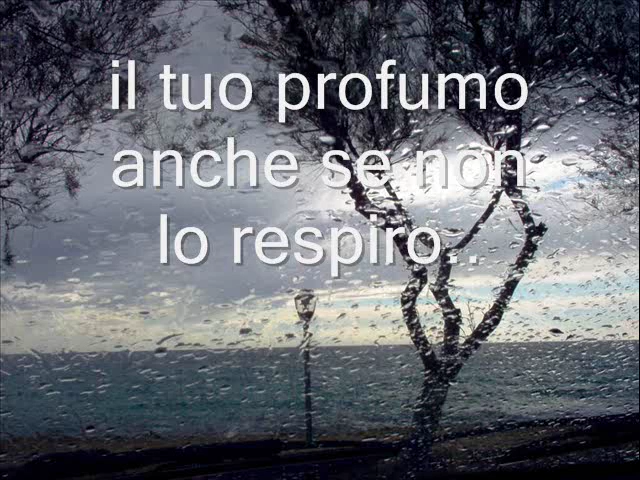 il tuo profumo
anche se non
lo respiro..